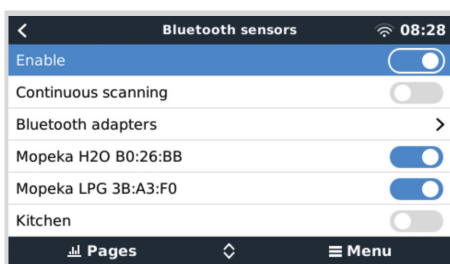 Bluetooth sensors 08:28
Enable
Continuous scanning
Bluetooth adapters
Mopeka H2O B0:26:BB
Mopeka LPG 3B:A3:F0
Kitchen
Pages Menu